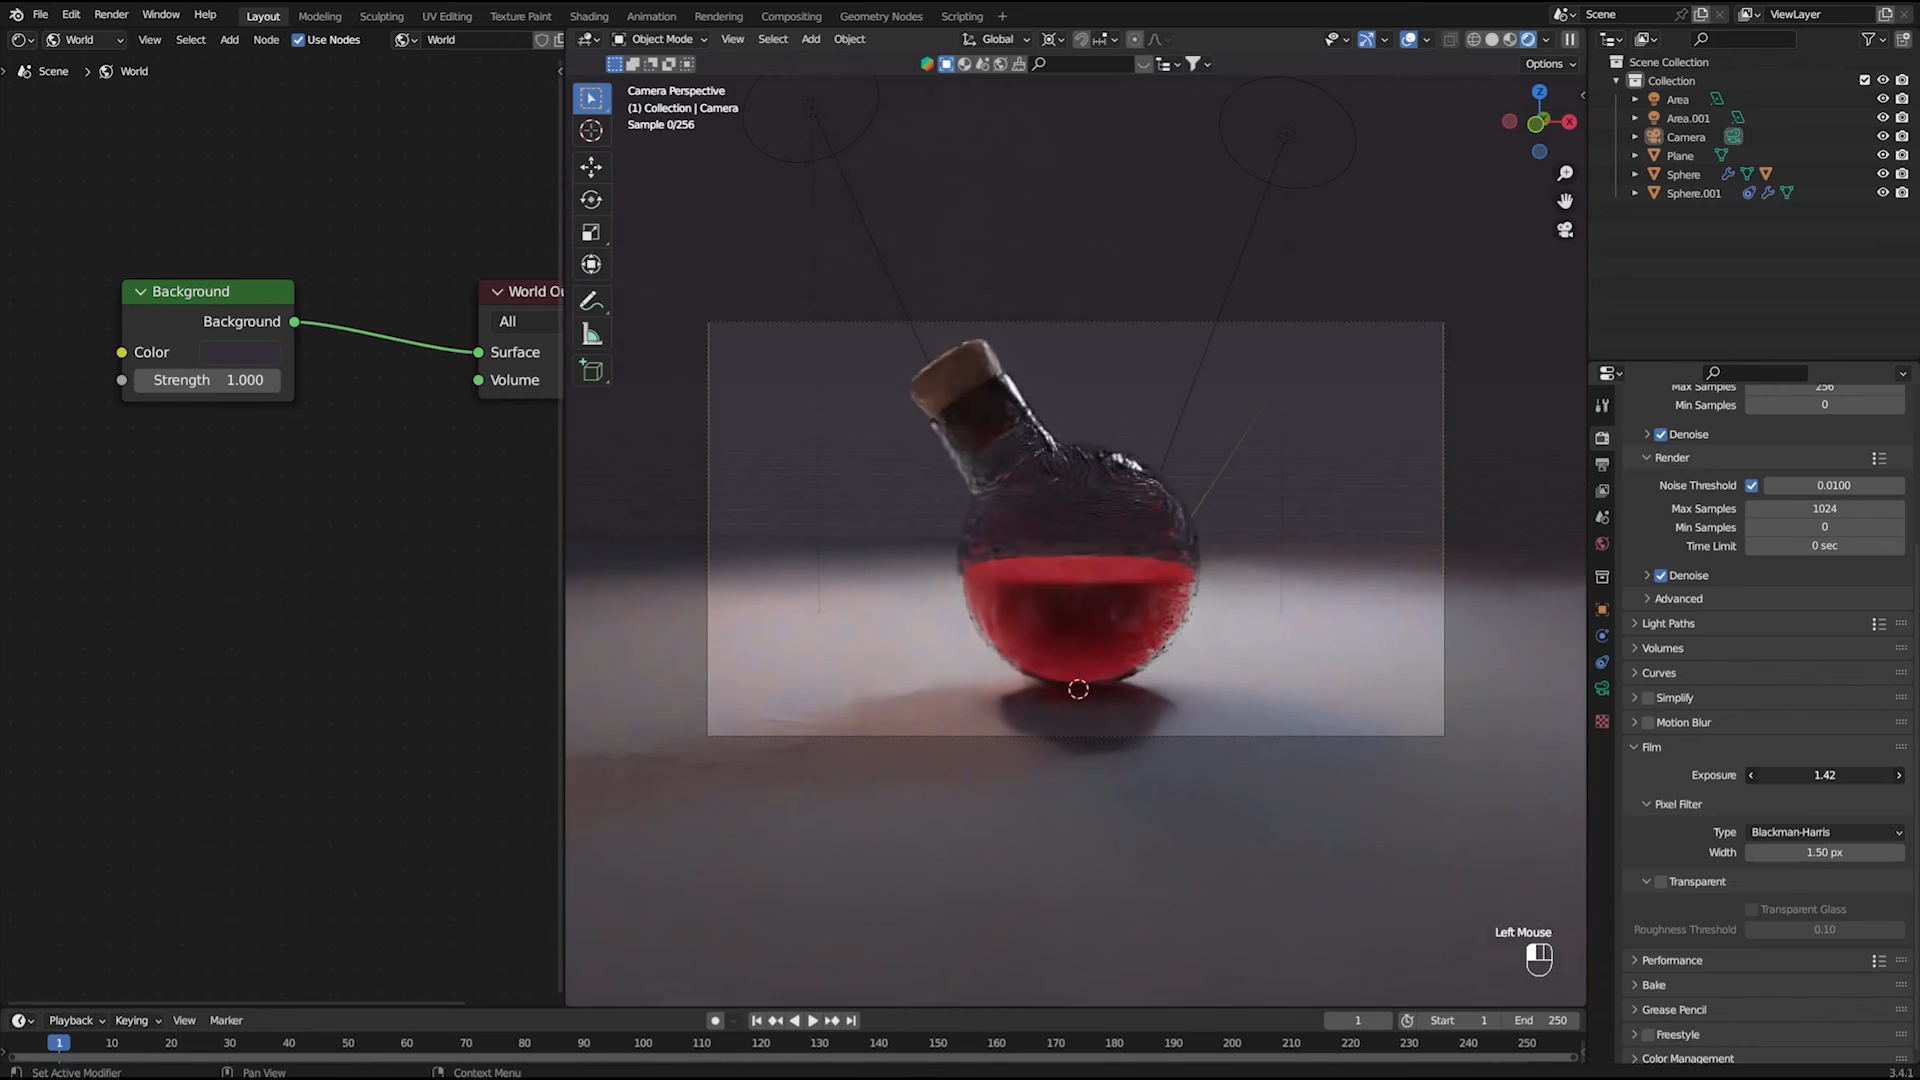 File Edit Render Window Help Layout Modeling Sculpting UV Editing Texture Paint Shading Animation Rendering Compositing Geometry Nodes Scripting + Scene ViewLayer
World View Select Add Node Use Nodes World
Object Mode View Select Add Object Global
Scene > World
Options
Camera Perspective
(1) Collection | Camera
Sample 0/256
Z
X
Background
Background
Color
Strength 1.000
World Ou
All
Surface
Volume
Scene Collection
Collection
Area
Area.001
Camera
Plane
Sphere
Sphere.001
Max Samples 256
Min Samples 0
Denoise
Render
Noise Threshold 0.0100
Max Samples 1024
Min Samples 0
Time Limit 0 sec
Denoise
Advanced
Light Paths
Volumes
Curves
Simplify
Motion Blur
Film
Exposure 1.42
Pixel Filter
Type Blackman-Harris
Width 1.50 px
Transparent
Transparent Glass
Roughness Threshold 0.10
Performance
Bake
Grease Pencil
Freestyle
Color Management
Left Mouse
Playback Keying View Marker 1 Start 1 End 250
1 10 20 30 40 50 60 70 80 90 100 110 120 130 140 150 160 170 180 190 200 210 220 230 240 250
Set Active Modifier Pan View Context Menu 3.4.1